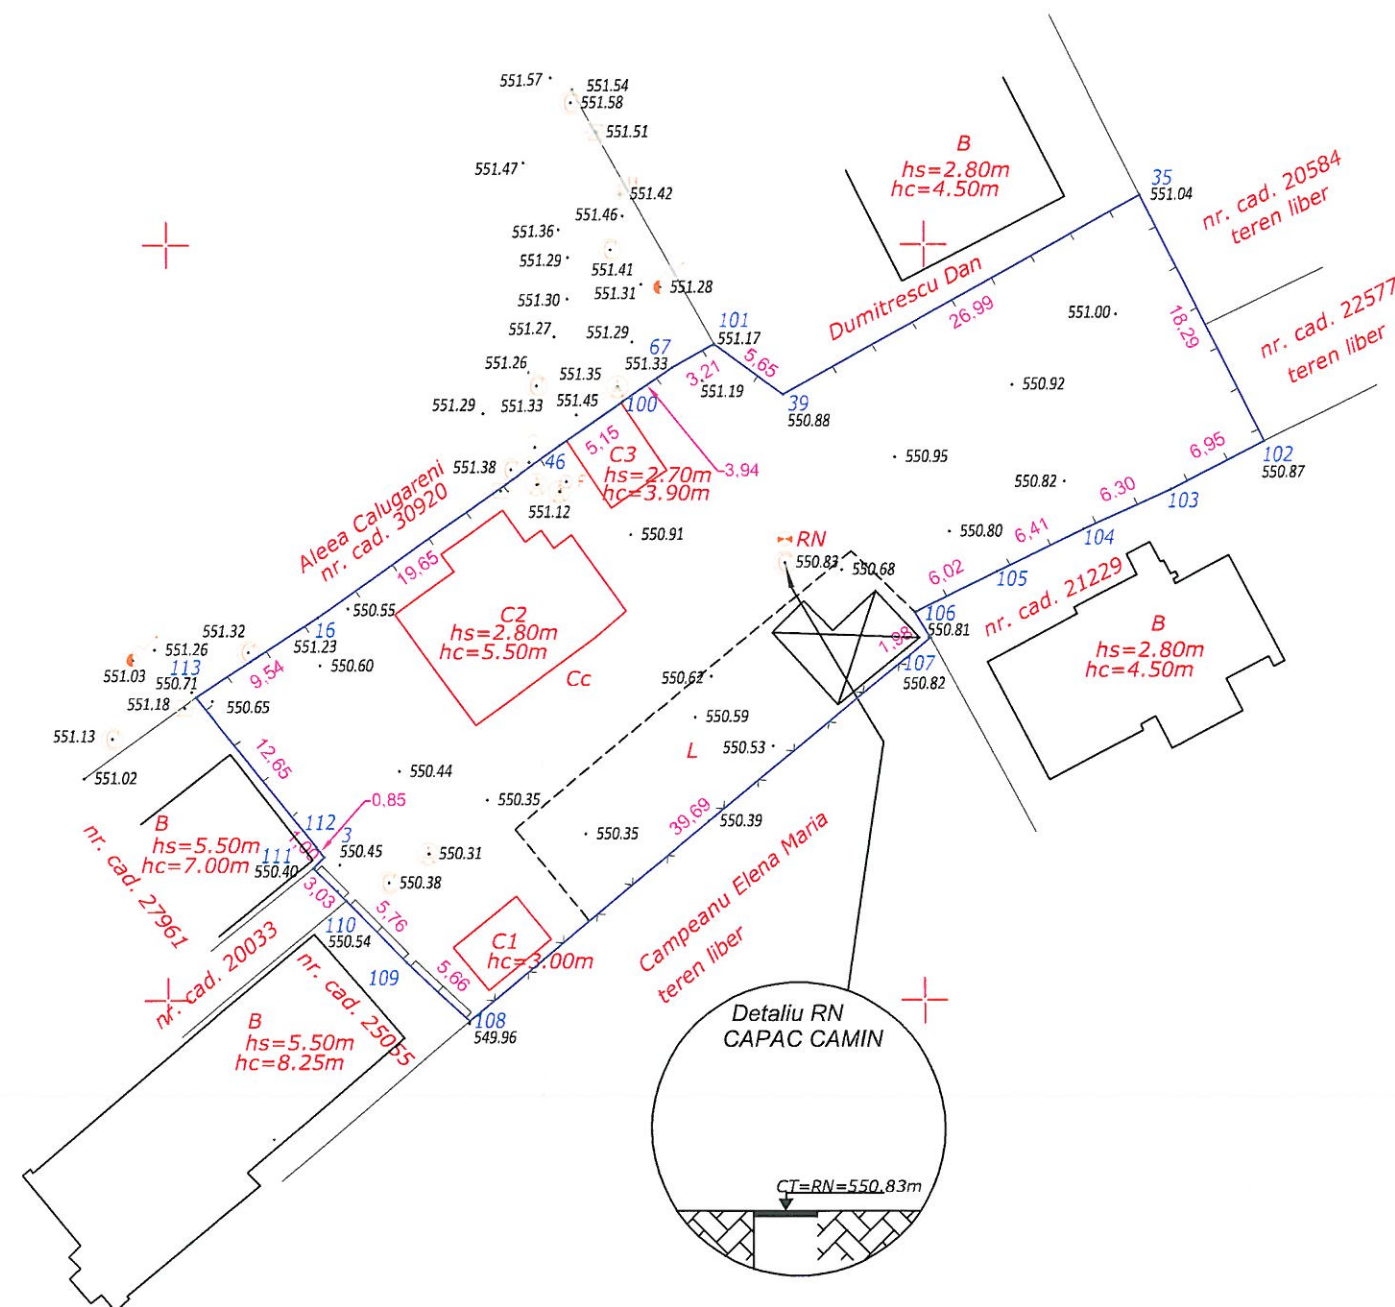 551.57
551.54
551.58
551.51
551.47
551.42
551.46
551.36
551.29
551.41
551.31
551.28
551.30
551.27
551.29
101
551.17
67
551.33
551.26
551.35
3,21
5,65
551.19
551.29
551.33
551.45
100
39
550.88
B
hs=2.80m
hc=4.50m
35
551.04
nr. cad. 20584
teren liber
Dumitrescu Dan
26.99
551.00
18.29
nr. cad. 22577
teren liber
550.92
5,15
C3
hs=2.70m
hc=3.90m
3.94
46
551.38
551.12
550.95
550.82
6,95
102
550.87
6.30
103
Aleea Calugareni
nr. cad. 30920
19,65
550.91
550.80
6,41
104
RN
550.83
550.68
6,02
105
nr. cad. 21229
C2
hs=2.80m
hc=5.50m
Cc
550.55
16
551.32
551.23
550.60
9,54
106
550.81
1,98
107
550.82
B
hs=2.80m
hc=4.50m
551.26
551.03
113
550.71
551.18
550.65
551.13
551.02
12,65
550.62
550.59
L
550.53
550.44
550.35
0,85
550.35
39,69
550.39
112
3
1,00
111
550.40
550.45
550.31
550.38
B
hs=5.50m
hc=7.00m
nr. cad. 27961
3,03
5,76
110
550.54
109
5,66
C1
hc=3.00m
Campeanu Elena Maria
teren liber
nr. cad. 20033
nr. cad. 25055
108
549.96
B
hs=5.50m
hc=8.25m
Detaliu RN
CAPAC CAMIN
CT=RN=550.83m